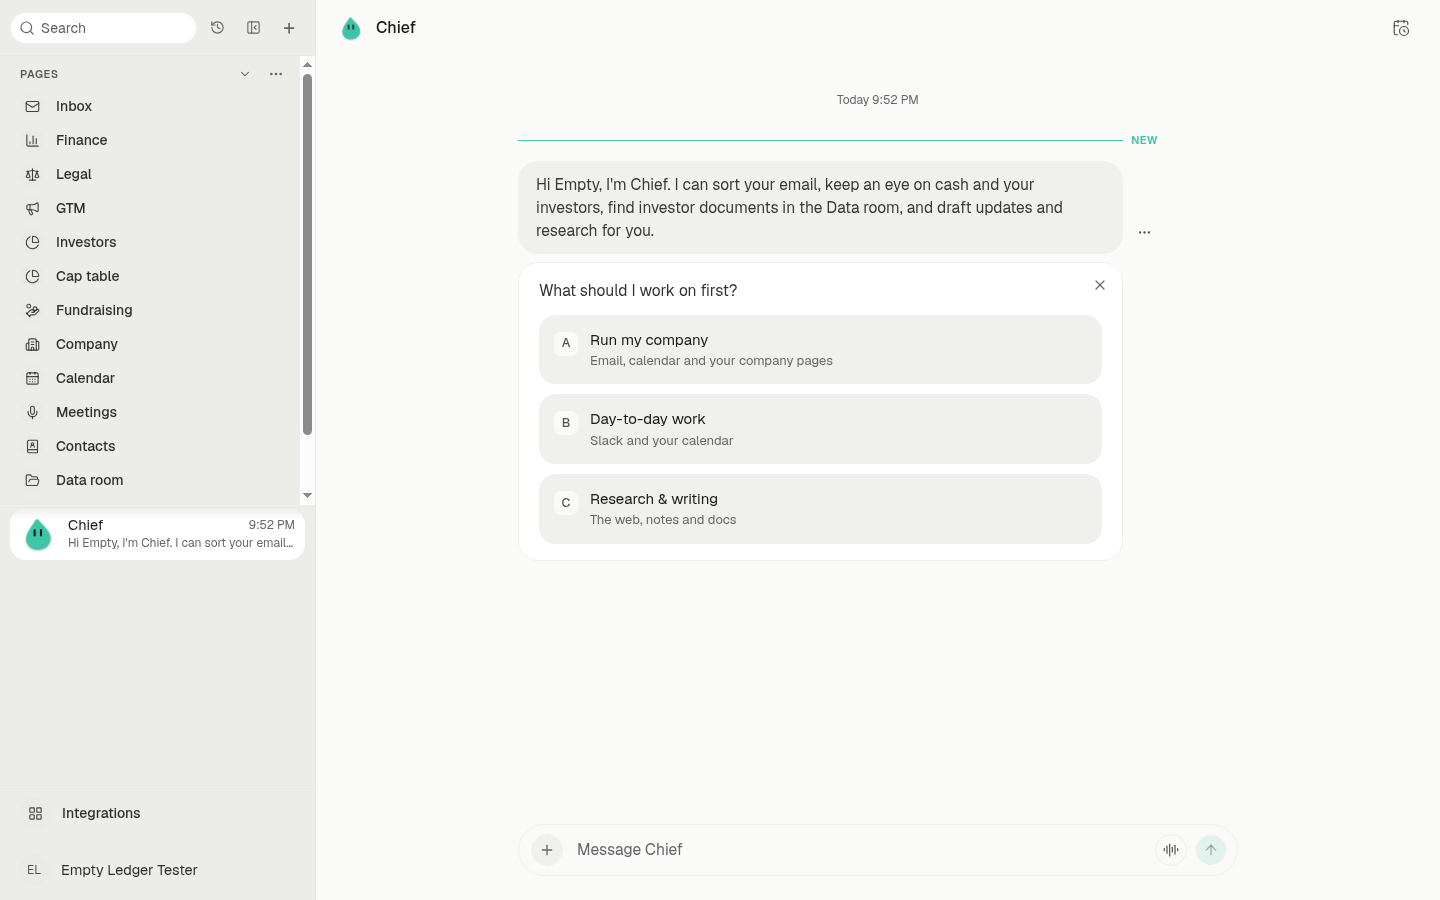 Search
PAGES
Inbox
Finance
Legal
GTM
Investors
Cap table
Fundraising
Company
Calendar
Meetings
Contacts
Data room
Chief
9:52 PM
Hi Empty, I'm Chief. I can sort your email...
Integrations
EL
Empty Ledger Tester
Chief
Today 9:52 PM
NEW
Hi Empty, I'm Chief. I can sort your email, keep an eye on cash and your
investors, find investor documents in the Data room, and draft updates and
research for you.
What should I work on first?
A
Run my company
Email, calendar and your company pages
B
Day-to-day work
Slack and your calendar
C
Research & writing
The web, notes and docs
Message Chief